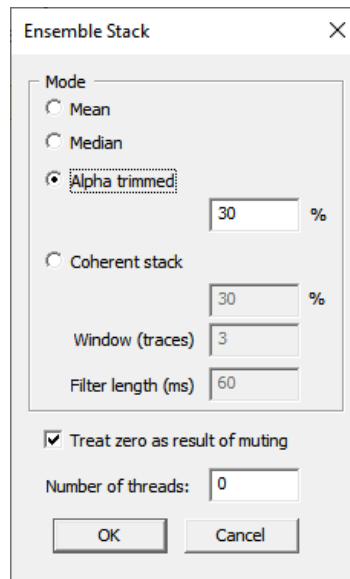 Ensemble Stack
Mode
Mean
Median
Alpha trimmed
30 %
Coherent stack
30 %
Window (traces) 3
Filter length (ms) 60
Treat zero as result of muting
Number of threads: 0
OK Cancel